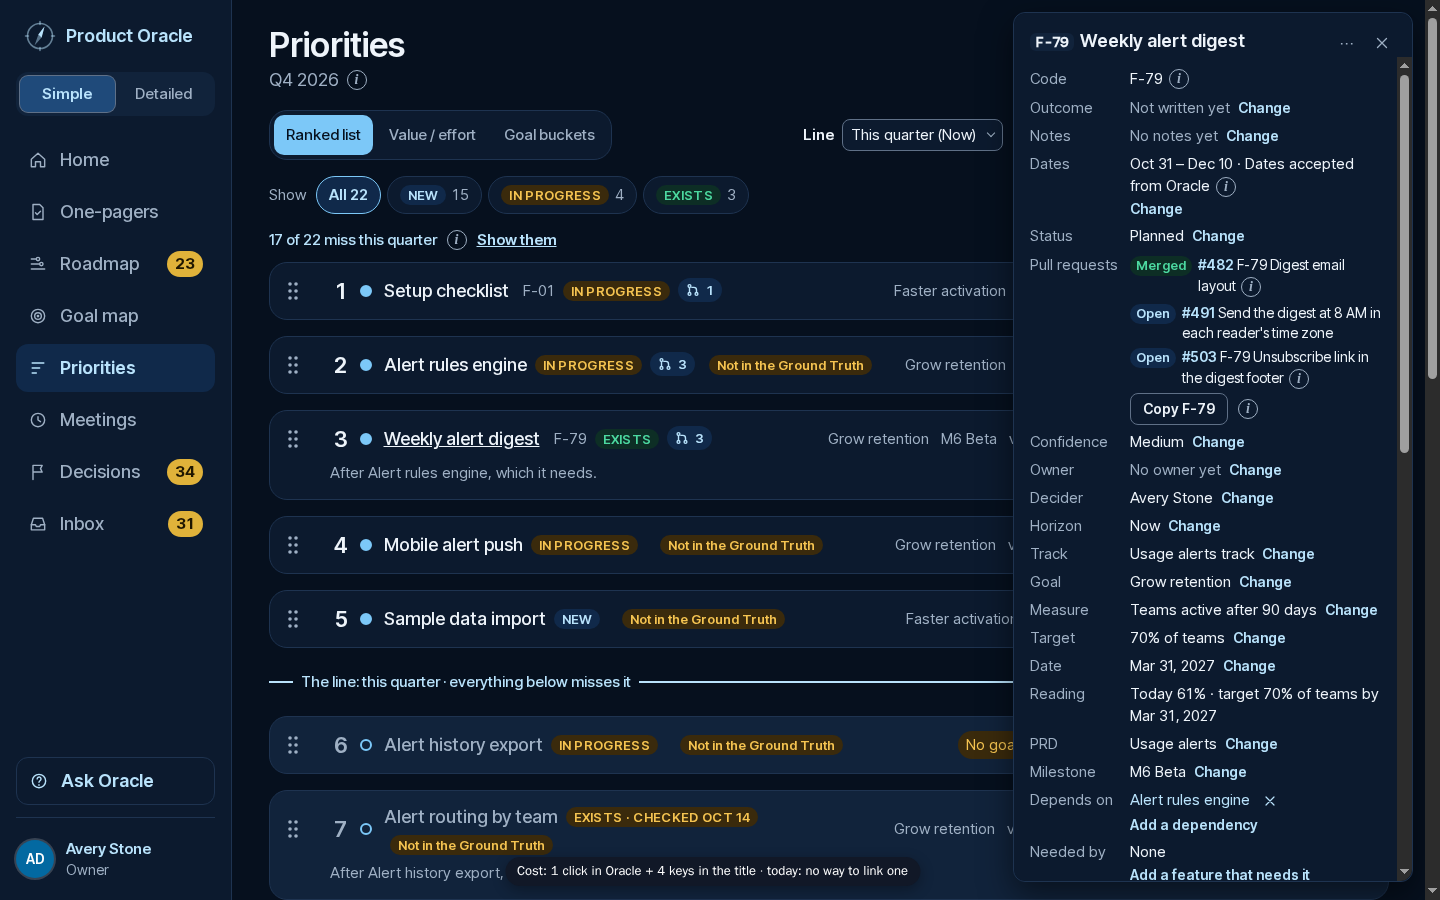 Product Oracle
Simple
Detailed
Home
One-pagers
Roadmap
23
Goal map
Priorities
Meetings
Decisions
34
Inbox
31
Ask Oracle
AD
Avery Stone
Owner
Priorities
Q4 2026 i
Ranked list
Value / effort
Goal buckets
Line
This quarter (Now)
Show
All 22
NEW 15
IN PROGRESS 4
EXISTS 3
17 of 22 miss this quarter i Show them
1 Setup checklist F-01 IN PROGRESS 1 Faster activation
2 Alert rules engine IN PROGRESS 3 Not in the Ground Truth Grow retention
3 Weekly alert digest F-79 EXISTS 3 Grow retention M6 Beta
After Alert rules engine, which it needs.
4 Mobile alert push IN PROGRESS Not in the Ground Truth Grow retention
5 Sample data import NEW Not in the Ground Truth Faster activation
The line: this quarter · everything below misses it
6 Alert history export IN PROGRESS Not in the Ground Truth No goa
7 Alert routing by team EXISTS · CHECKED OCT 14 Grow retention
Not in the Ground Truth
After Alert history export,
Cost: 1 click in Oracle + 4 keys in the title · today: no way to link one
F-79 Weekly alert digest ...
Code F-79 i
Outcome Not written yet Change
Notes No notes yet Change
Dates Oct 31 – Dec 10 · Dates accepted
from Oracle i
Change
Status Planned Change
Pull requests Merged #482 F-79 Digest email
layout i
Open #491 Send the digest at 8 AM in
each reader's time zone
Open #503 F-79 Unsubscribe link in
the digest footer i
Copy F-79 i
Confidence Medium Change
Owner No owner yet Change
Decider Avery Stone Change
Horizon Now Change
Track Usage alerts track Change
Goal Grow retention Change
Measure Teams active after 90 days Change
Target 70% of teams Change
Date Mar 31, 2027 Change
Reading Today 61% · target 70% of teams by
Mar 31, 2027
PRD Usage alerts Change
Milestone M6 Beta Change
Depends on Alert rules engine
Add a dependency
Needed by None
Add a feature that needs it